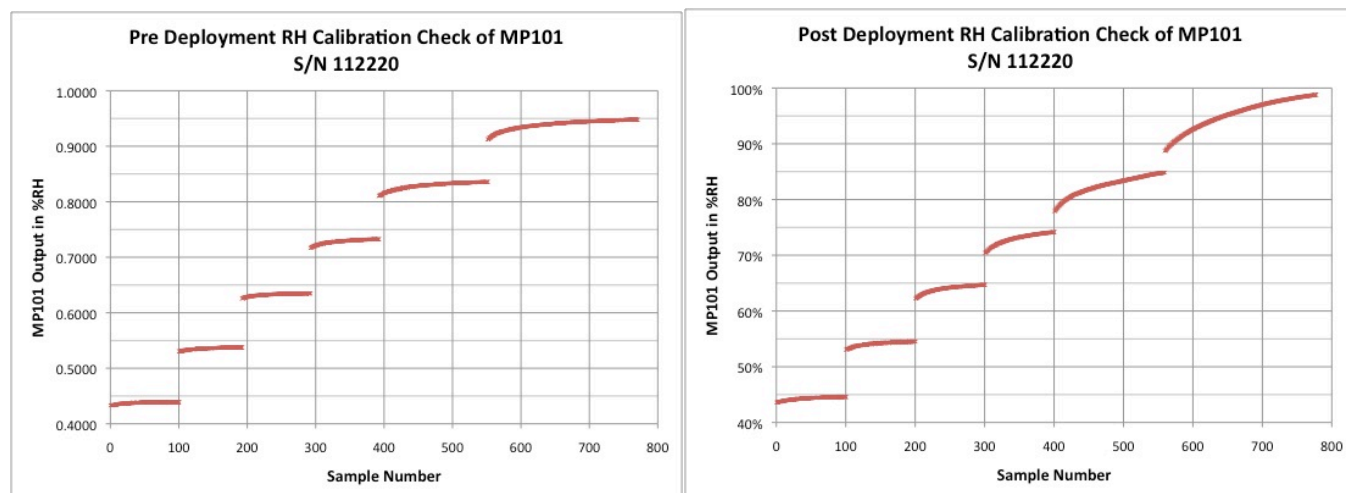 Pre Deployment RH Calibration Check of MP101
S/N 112220
1.0000
0.9000
0.8000
0.7000
0.6000
0.5000
0.4000
MP101 Output in %RH
0 100 200 300 400 500 600 700 800
Sample Number
Post Deployment RH Calibration Check of MP101
S/N 112220
100%
90%
80%
70%
60%
50%
40%
MP101 Output in %RH
0 100 200 300 400 500 600 700 800
Sample Number